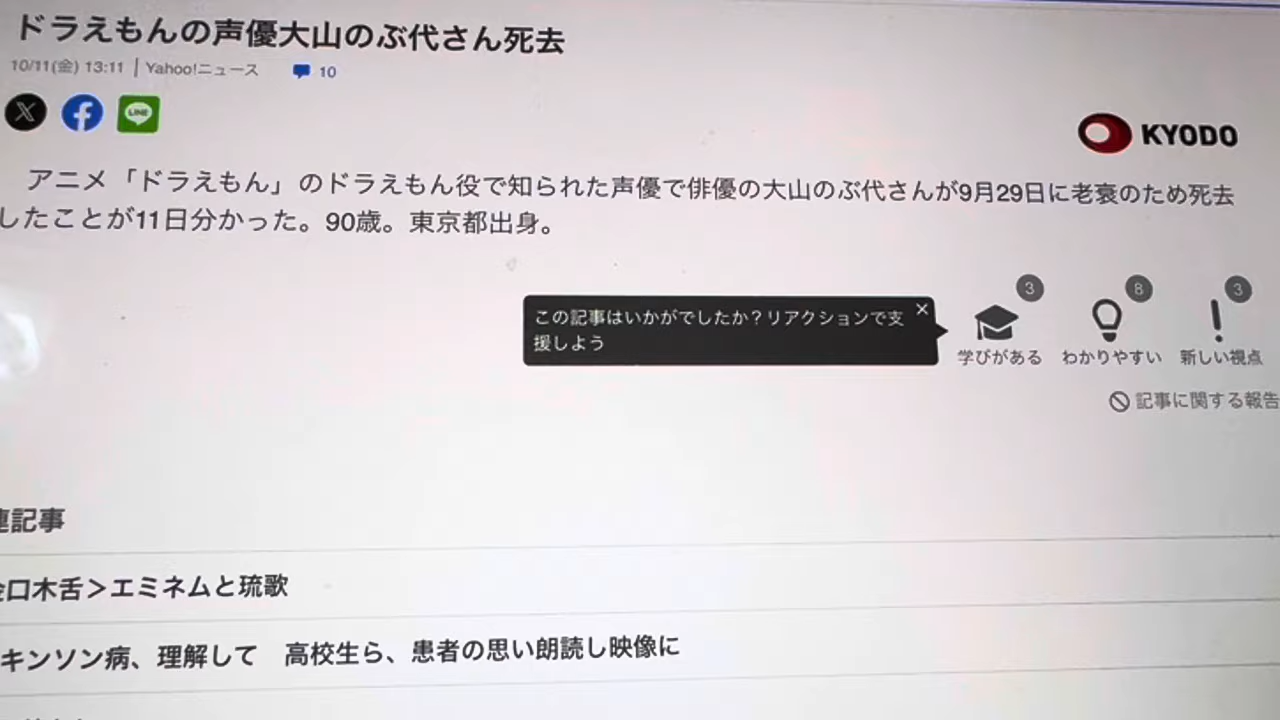 ドラえもんの声優大山のぶ代さん死去
10/11(金) 13:11 | Yahoo!ニュース 10
X f LINE
KYODO
アニメ「ドラえもん」のドラえもん役で知られた声優で俳優の大山のぶ代さんが9月29日に老衰のため死去
したことが11日分かった。90歳。東京都出身。
3 8 3
この記事はいかがでしたか？リアクションで支 ×
援しよう
学びがある わかりやすい 新しい視点
記事に関する報告
連記事
口木舌＞エミネムと琉歌
キンソン病、理解して 高校生ら、患者の思い朗読し映像に